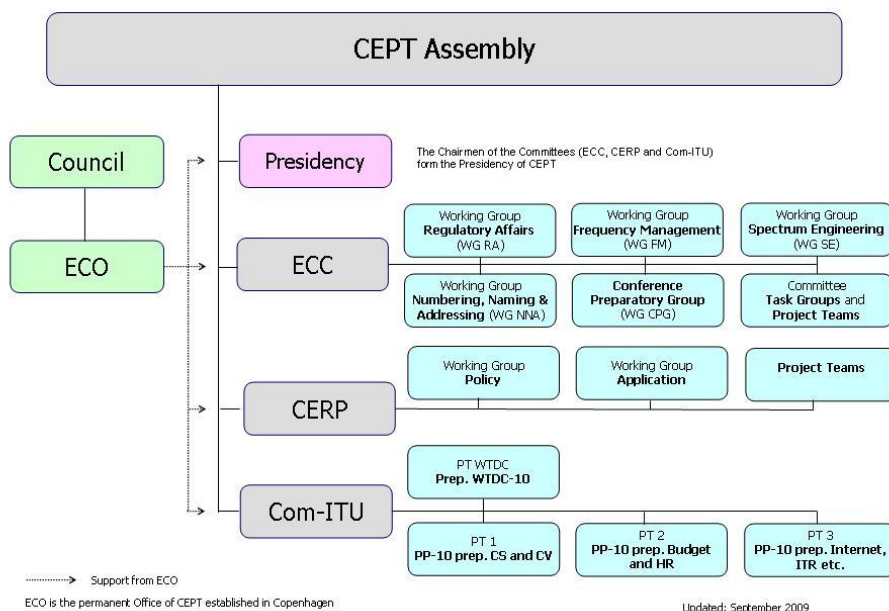 CEPT Assembly
Council
Presidency
The Chairmen of the Committees (ECC, CERP and Com-ITU)
form the Presidency of CEPT
ECO
ECC
Working Group
Regulatory Affairs
(WG RA)
Working Group
Frequency Management
(WG FM)
Working Group
Spectrum Engineering
(WG SE)
Working Group
Numbering, Naming &
Addressing (WG NNA)
Conference
Preparatory Group
(WG CPG)
Committee
Task Groups and
Project Teams
CERP
Working Group
Policy
Working Group
Application
Project Teams
Com-ITU
PT WTDC
Prep. WTDC-10
PT 1
PP-10 prep. CS and CV
PT 2
PP-10 prep. Budget
and HR
PT 3
PP-10 prep. Internet,
ITR etc.
Support from ECO
ECO is the permanent Office of CEPT established in Copenhagen
Updated: September 2009